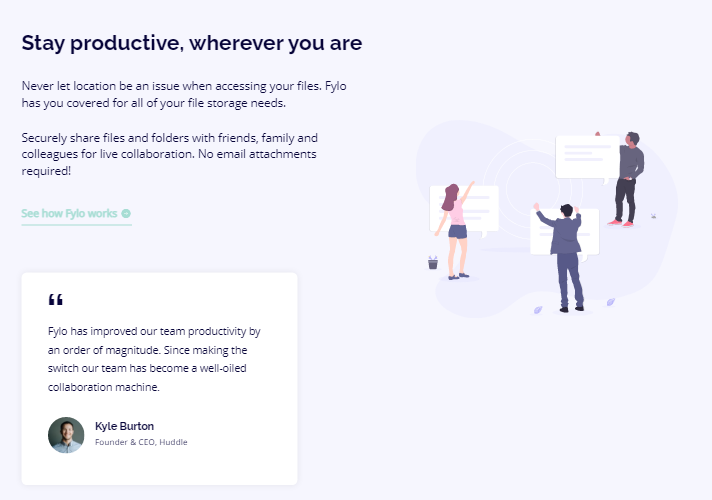 Stay productive, wherever you are
Never let location be an issue when accessing your files. Fylo
has you covered for all of your file storage needs.
Securely share files and folders with friends, family and
colleagues for live collaboration. No email attachments
required!
See how Fylo works
“
Fylo has improved our team productivity by
an order of magnitude. Since making the
switch our team has become a well-oiled
collaboration machine.
Kyle Burton
Founder & CEO, Huddle